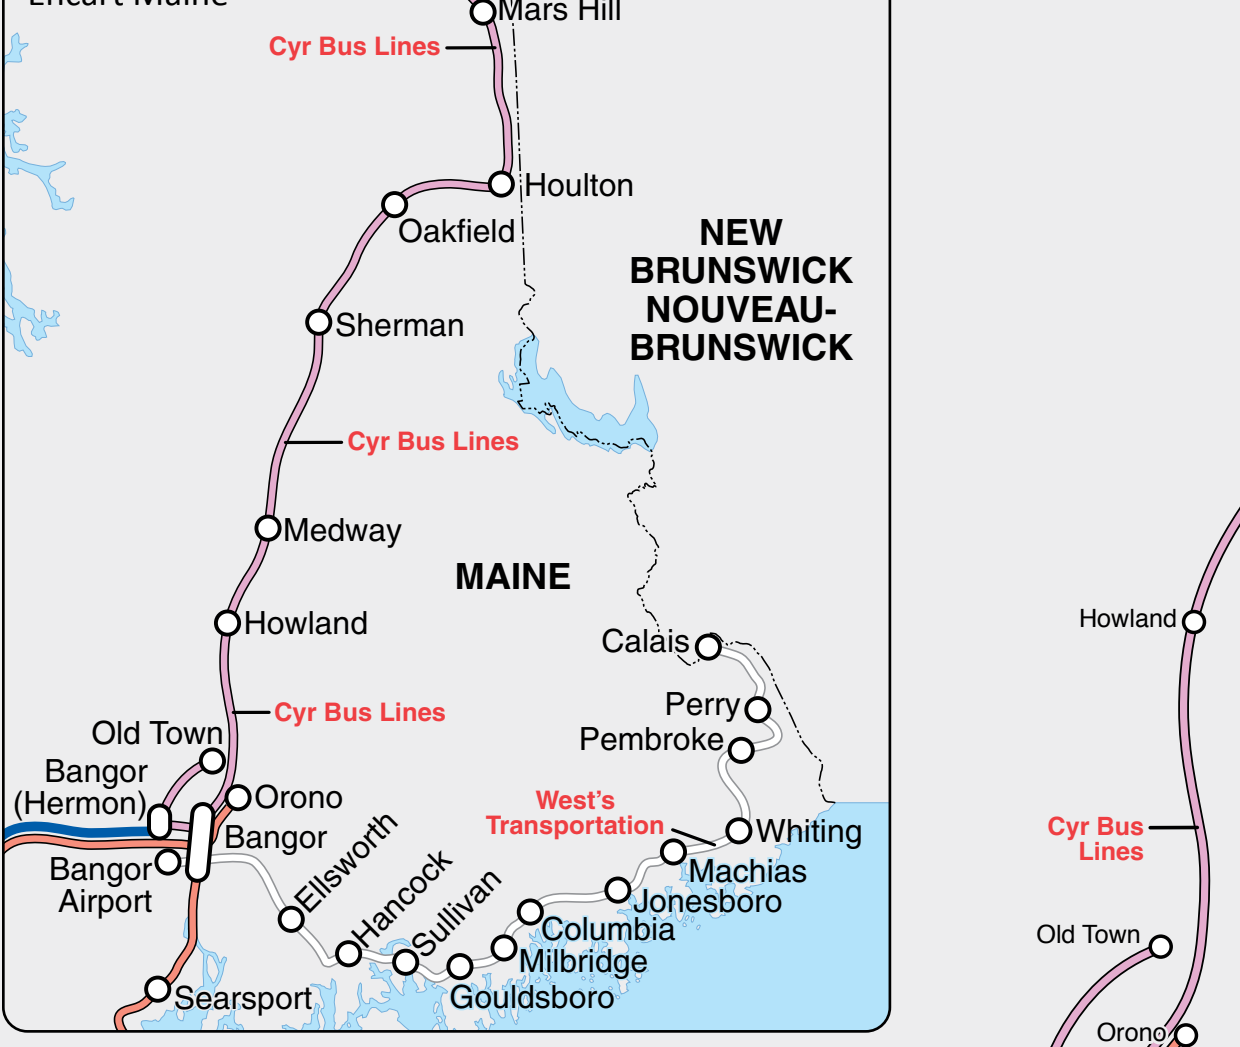 Encart Maine
Mars Hill
Cyr Bus Lines
Houlton
Oakfield
NEW
BRUNSWICK
NOUVEAU-
BRUNSWICK
Sherman
Cyr Bus Lines
Medway
MAINE
Howland
Howland
Calais
Perry
Cyr Bus Lines
Old Town
Pembroke
Bangor
(Hermon)
Orono
West's
Transportation
Whiting
Cyr Bus
Lines
Bangor
Bangor
Airport
Ellsworth
Hancock
Sullivan
Machias
Jonesboro
Columbia
Milbridge
Gouldsboro
Searsport
Old Town
Orono